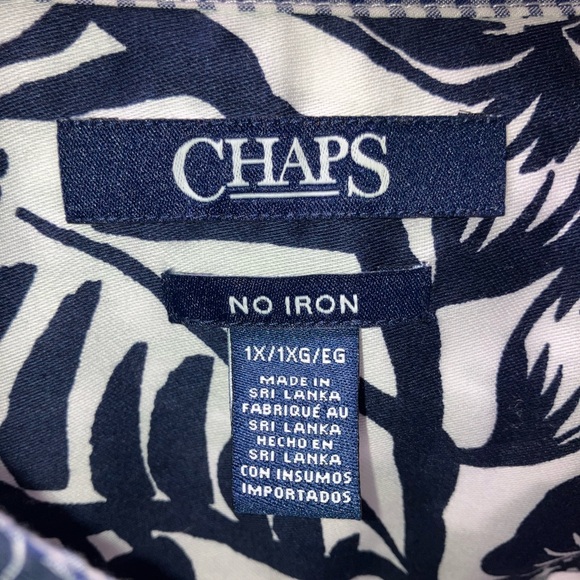 CHAPS
NO IRON
1X/1XG/EG
MADE IN
SRI LANKA
FABRIQUÉ AU
SRI LANKA
HECHO EN
SRI LANKA
CON INSUMOS
IMPORTADOS